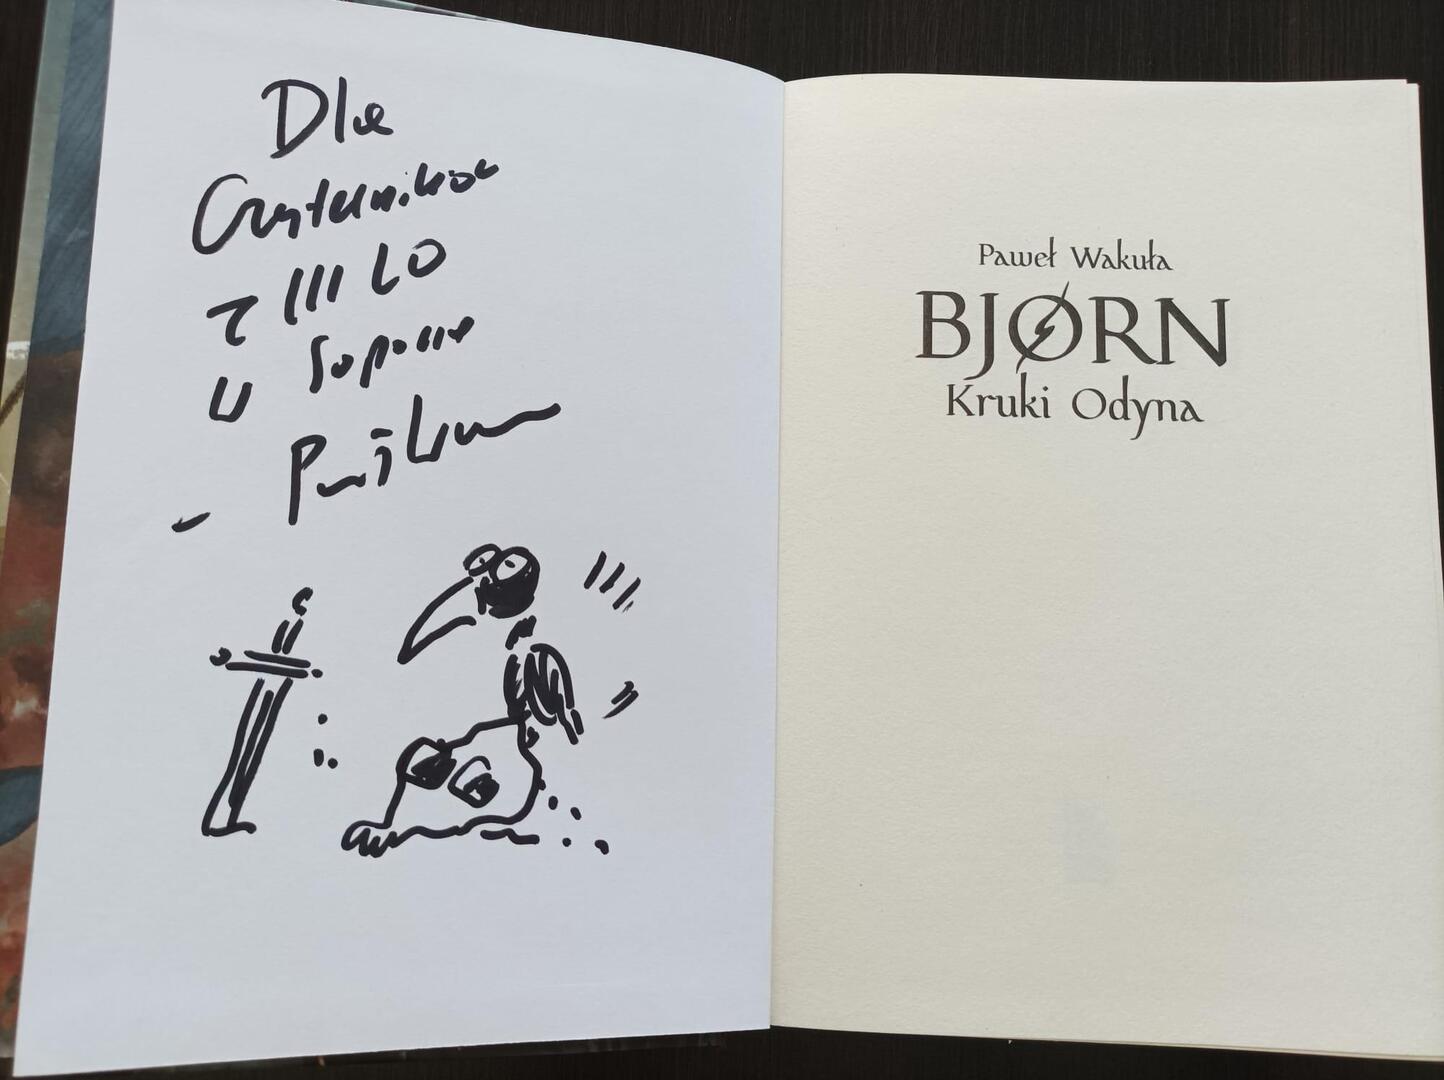 Dla
Czytelników
z III LO
w Sopocie
Paweł Wakuła
BJØRN
Kruki Odyna